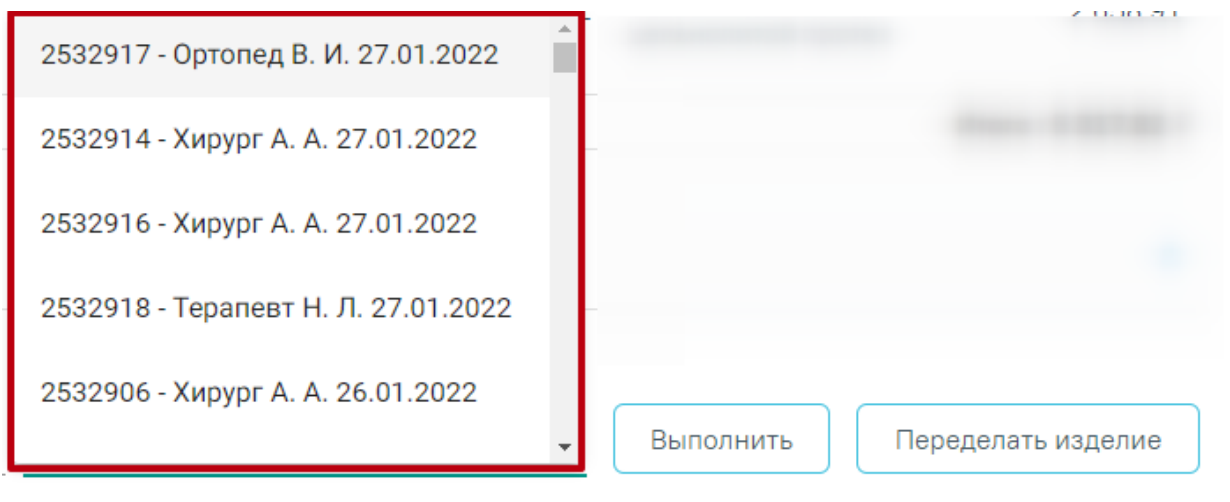 2532917 - Ортопед В. И. 27.01.2022
2532914 - Хирург А. А. 27.01.2022
2532916 - Хирург А. А. 27.01.2022
2532918 - Терапевт Н. Л. 27.01.2022
2532906 - Хирург А. А. 26.01.2022
Выполнить
Переделать изделие